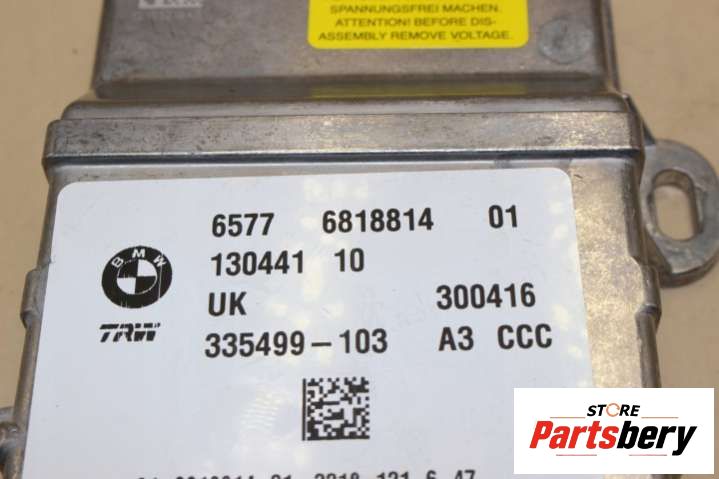 SPANNUNGSFREI MACHEN.
ATTENTION! BEFORE DIS-
ASSEMBLY REMOVE VOLTAGE.
6577 6818814 01
BMW
130441 10
UK 300416
TRW
335499-103 A3 CCC
STORE
Partsbery